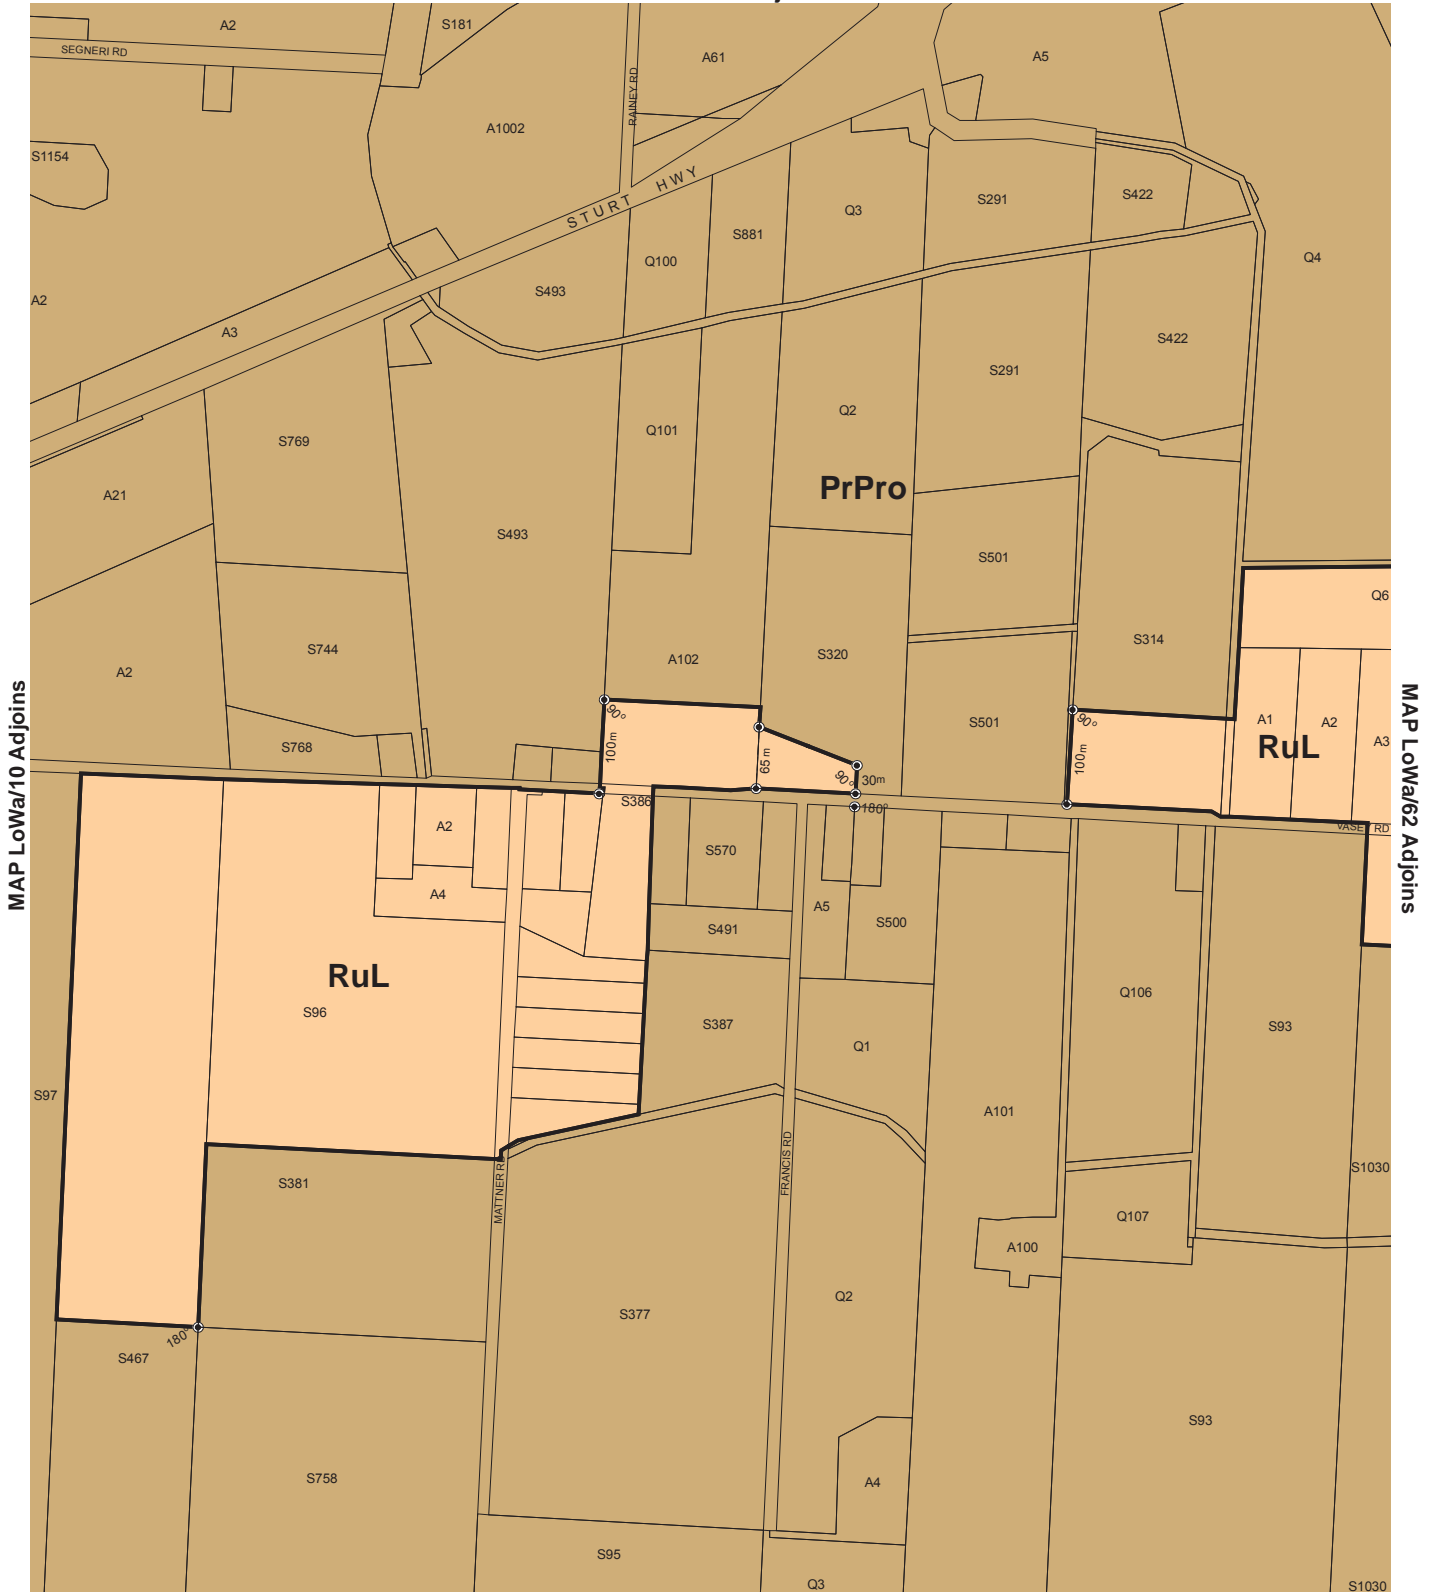 A2
S181
SEGNERI RD
A61
A5
RAINEY RD
A1002
S1154
STURT HWY
S291
S422
Q3
S881
Q100
Q4
S493
A2
A3
S422
S291
Q2
Q101
S769
PrPro
A21
S493
S501
Q6
S314
S744
A102
S320
A2
MAP LoWa/10 Adjoins
MAP LoWa/62 Adjoins
90°
100m
S501
90°
100m
A1
A2
A3
RuL
S768
65 m
90°
30m
S386
180°
VASEY RD
A2
S570
A4
A5
S500
S491
RuL
S96
S387
Q106
S93
Q1
S97
A101
FRANCIS RD
S1030
MATTNER RD
S381
Q107
A100
Q2
S377
180°
S467
S93
S758
A4
S95
Q3
S1030